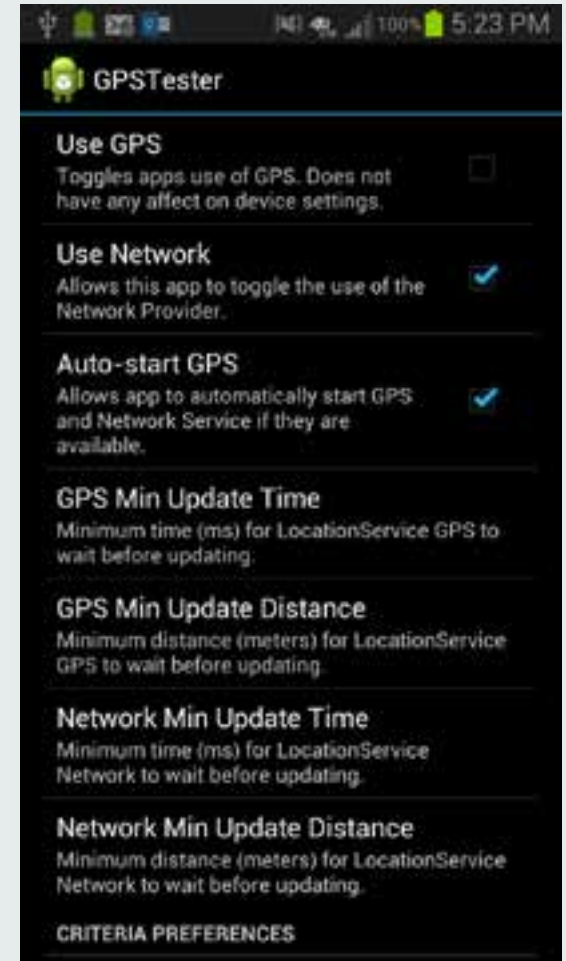 100% 5:23 PM
GPSTester
Use GPS
Toggles apps use of GPS. Does not
have any affect on device settings.
Use Network
Allows this app to toggle the use of the
Network Provider.
Auto-start GPS
Allows app to automatically start GPS
and Network Service if they are
available.
GPS Min Update Time
Minimum time (ms) for LocationService GPS to
wait before updating.
GPS Min Update Distance
Minimum distance (meters) for LocationService
GPS to wait before updating.
Network Min Update Time
Minimum time (ms) for LocationService
Network to wait before updating.
Network Min Update Distance
Minimum distance (meters) for LocationService
Network to wait before updating.
CRITERIA PREFERENCES